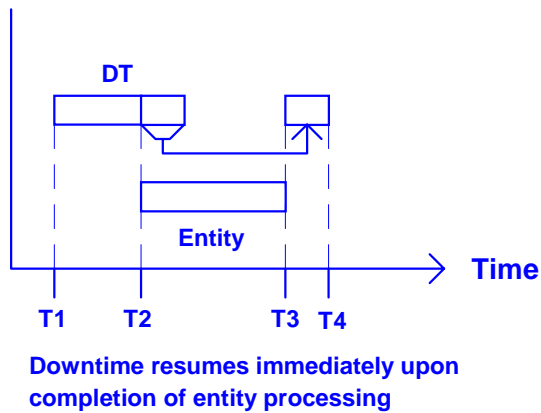 DT
Entity
Time
T1 T2 T3 T4
Downtime resumes immediately upon
completion of entity processing